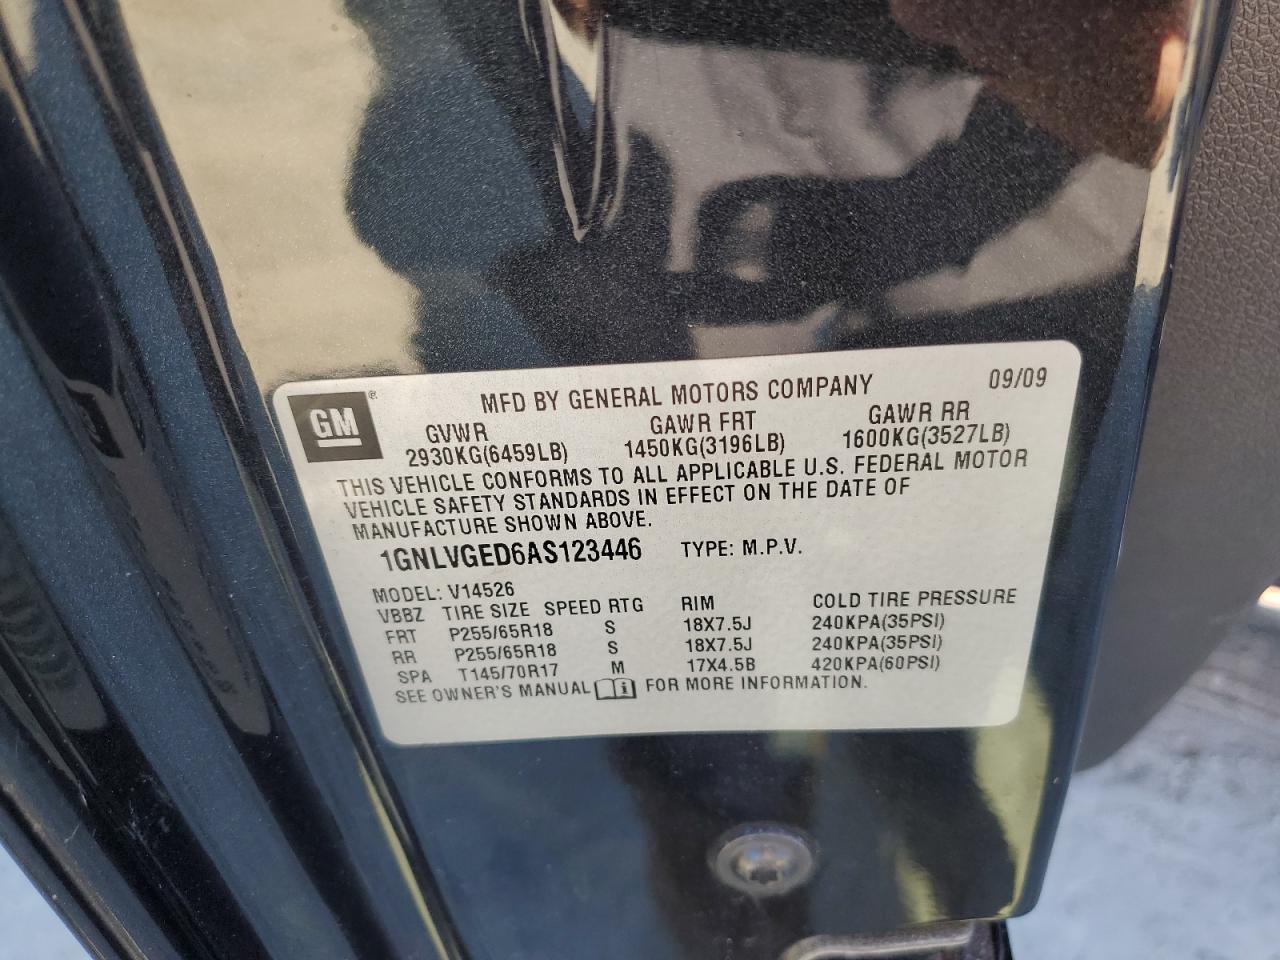 GM® MFD BY GENERAL MOTORS COMPANY 09/09
GVWR GAWR FRT GAWR RR
2930KG(6459LB) 1450KG(3196LB) 1600KG(3527LB)
THIS VEHICLE CONFORMS TO ALL APPLICABLE U.S. FEDERAL MOTOR
VEHICLE SAFETY STANDARDS IN EFFECT ON THE DATE OF
MANUFACTURE SHOWN ABOVE.
1GNLVGED6AS123446 TYPE: M.P.V.
MODEL: V14526
VBBZ TIRE SIZE SPEED RTG RIM COLD TIRE PRESSURE
FRT P255/65R18 S 18X7.5J 240KPA(35PSI)
RR P255/65R18 S 18X7.5J 240KPA(35PSI)
SPA T145/70R17 M 17X4.5B 420KPA(60PSI)
SEE OWNER'S MANUAL i FOR MORE INFORMATION.